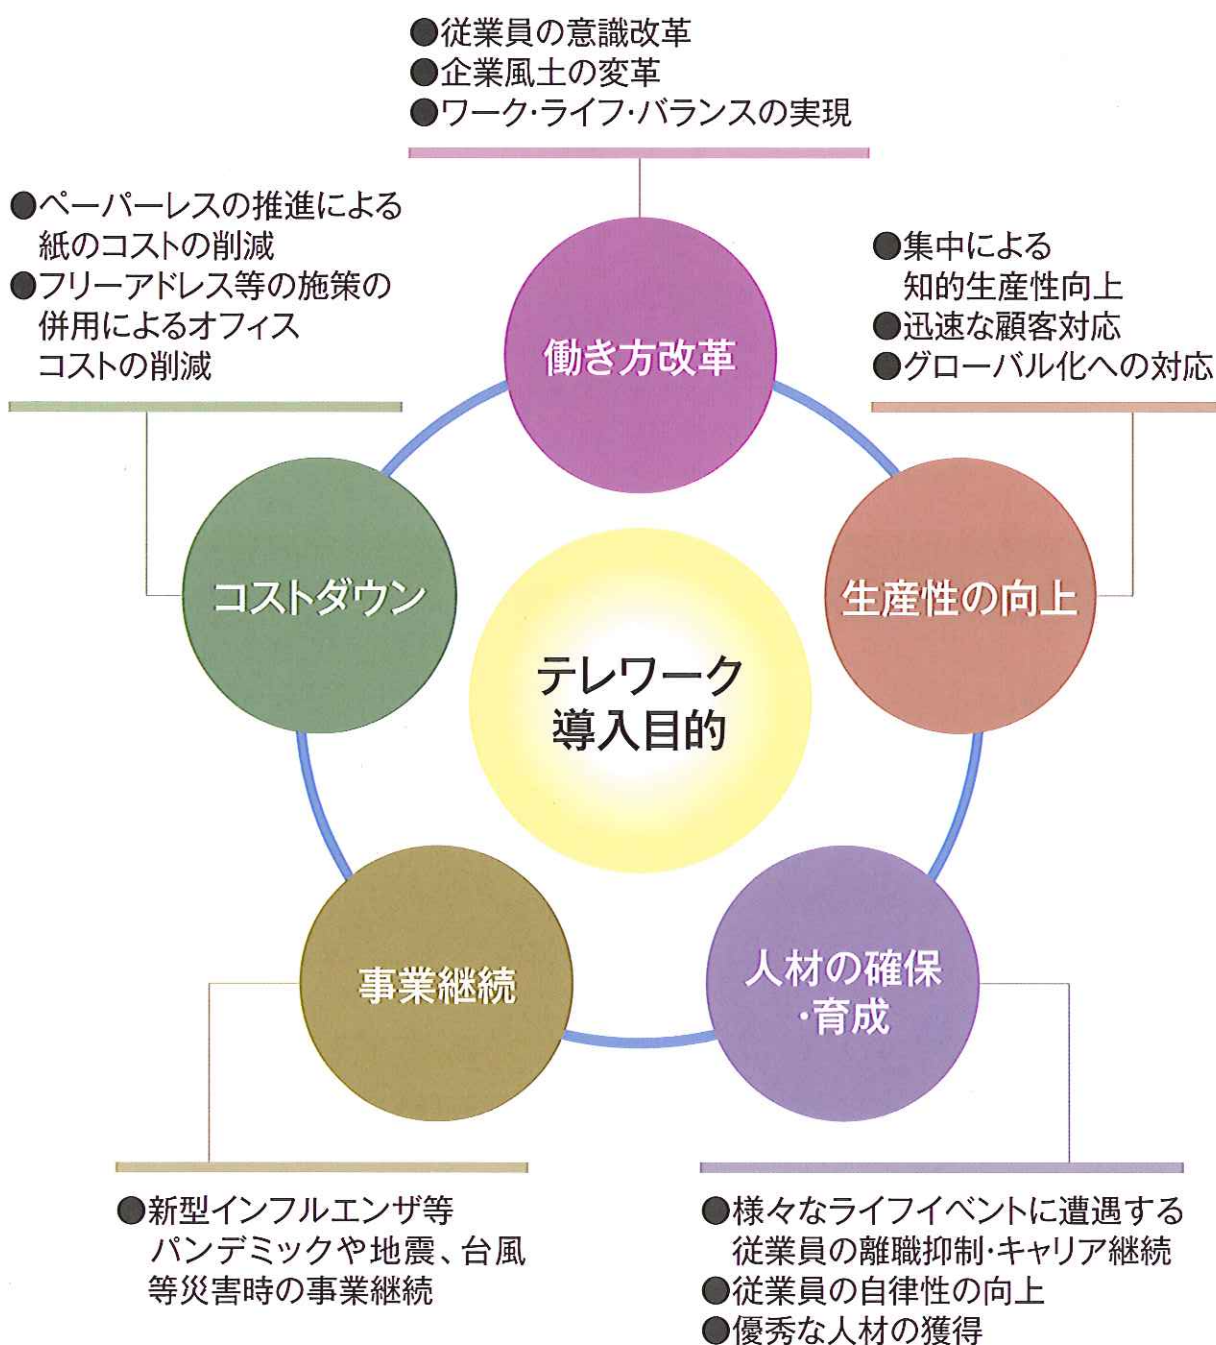 ●従業員の意識改革
●企業風土の変革
●ワーク・ライフ・バランスの実現
●ペーパーレスの推進による
紙のコストの削減
●フリーアドレス等の施策の
併用によるオフィス
コストの削減
●集中による
知的生産性向上
●迅速な顧客対応
●グローバル化への対応
働き方改革
コストダウン
生産性の向上
テレワーク
導入目的
事業継続
人材の確保
・育成
●新型インフルエンザ等
パンデミックや地震、台風
等災害時の事業継続
●様々なライフイベントに遭遇する
従業員の離職抑制・キャリア継続
●従業員の自律性の向上
●優秀な人材の獲得